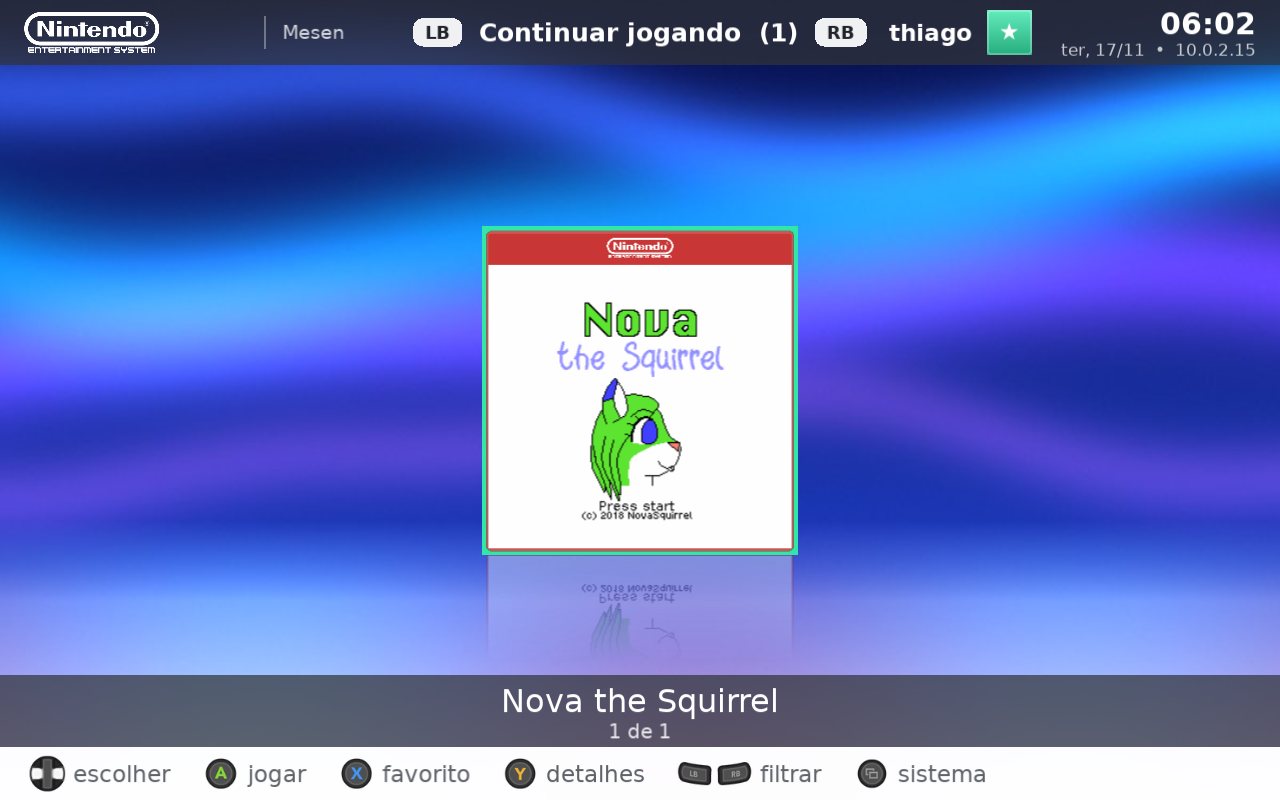 Nintendo
ENTERTAINMENT SYSTEM
Mesen
LB Continuar jogando (1) RB
thiago
06:02
ter, 17/11 • 10.0.2.15
Nintendo
ENTERTAINMENT SYSTEM
Nova
the Squirrel
Press start
(c) 2018 NovaSquirrel
Nova the Squirrel
1 de 1
escolher
A jogar
X favorito
Y detalhes
LB RB filtrar
sistema